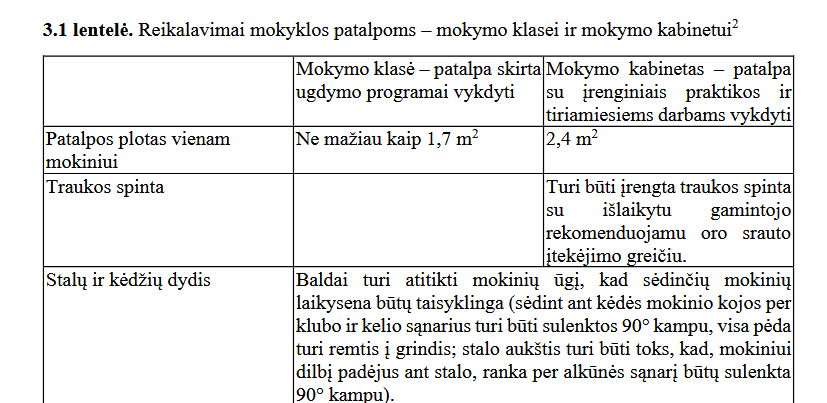 3.1 lentelė. Reikalavimai mokyklos patalpoms – mokymo klasei ir mokymo kabinetui²
Mokymo klasė – patalpa skirta
ugdymo programai vykdyti
Mokymo kabinetas – patalpa
su įrenginiais praktikos ir
tiriamiesiems darbams vykdyti
Patalpos plotas vienam
mokiniui
Ne mažiau kaip 1,7 m²
2,4 m²
Traukos spinta
Turi būti įrengta traukos spinta
su išlaikytu gamintojo
rekomenduojamu oro srauto
įtekėjimo greičiu.
Stalų ir kėdžių dydis
Baldai turi atitikti mokinių ūgį, kad sėdinčių mokinių
laikysena būtų taisyklinga (sėdint ant kėdės mokinio kojos per
klubo ir kelio sąnarius turi būti sulenktos 90° kampu, visa pėda
turi remtis į grindis; stalo aukštis turi būti toks, kad, mokiniui
dilbį padėjus ant stalo, ranka per alkūnės sąnarį būtų sulenkta
90° kampu).